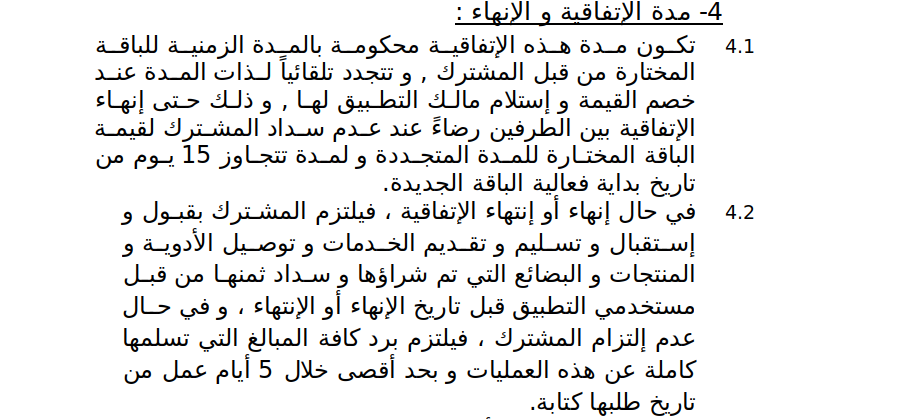 4- مدة الإتفاقية و الإنهاء :
4.1 تكون مدة هذه الإتفاقية محكومة بالمدة الزمنية للباقة
المختارة من قبل المشترك , و تتجدد تلقائياً لذات المدة عند
خصم القيمة و إستلام مالك التطبيق لها , و ذلك حتى إنهاء
الإتفاقية بين الطرفين رضاءً عند عدم سداد المشترك لقيمة
الباقة المختارة للمدة المتجددة و لمدة تتجاوز 15 يوم من
تاريخ بداية فعالية الباقة الجديدة.
4.2 في حال إنهاء أو إنتهاء الإتفاقية ، فيلتزم المشترك بقبول و
إستقبال و تسليم و تقديم الخدمات و توصيل الأدوية و
المنتجات و البضائع التي تم شراؤها و سداد ثمنها من قبل
مستخدمي التطبيق قبل تاريخ الإنهاء أو الإنتهاء ، و في حال
عدم إلتزام المشترك ، فيلتزم برد كافة المبالغ التي تسلمها
كاملة عن هذه العمليات و بحد أقصى خلال 5 أيام عمل من
تاريخ طلبها كتابة.